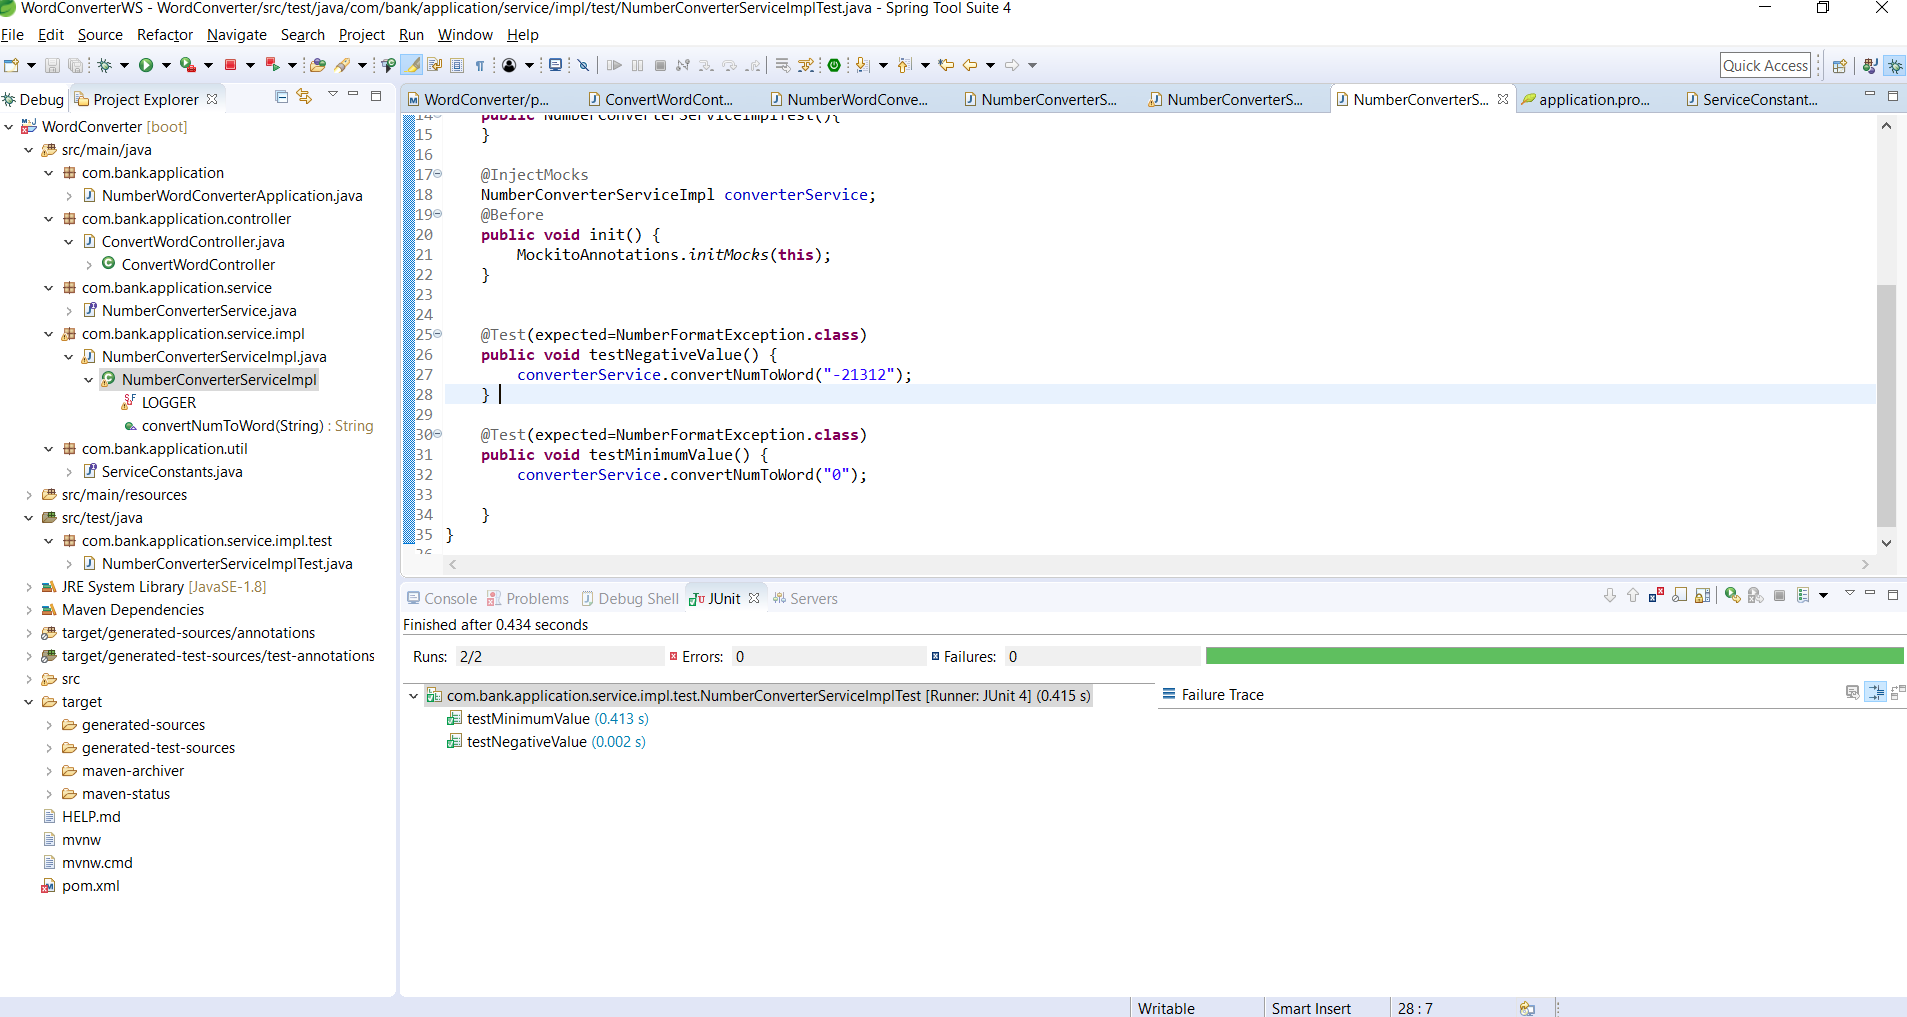 WordConverterWS - WordConverter/src/test/java/com/bank/application/service/impl/test/NumberConverterServiceImplTest.java - Spring Tool Suite 4
File Edit Source Refactor Navigate Search Project Run Window Help
Quick Access
Debug Project Explorer
WordConverter [boot]
src/main/java
com.bank.application
NumberWordConverterApplication.java
com.bank.application.controller
ConvertWordController.java
ConvertWordController
com.bank.application.service
NumberConverterService.java
com.bank.application.service.impl
NumberConverterServiceImpl.java
NumberConverterServiceImpl
LOGGER
convertNumToWord(String) : String
com.bank.application.util
ServiceConstants.java
src/main/resources
src/test/java
com.bank.application.service.impl.test
NumberConverterServiceImplTest.java
JRE System Library [JavaSE-1.8]
Maven Dependencies
target/generated-sources/annotations
target/generated-test-sources/test-annotations
src
target
generated-sources
generated-test-sources
maven-archiver
maven-status
HELP.md
mvnw
mvnw.cmd
pom.xml
WordConverter/p... ConvertWordCont... NumberWordConve... NumberConverterS... NumberConverterS... NumberConverterS... application.pro... ServiceConstant...
14 public NumberConverterServiceImplTest(){
15 }
16
17 @InjectMocks
18 NumberConverterServiceImpl converterService;
19 @Before
20 public void init() {
21 MockitoAnnotations.initMocks(this);
22 }
23
24
25 @Test(expected=NumberFormatException.class)
26 public void testNegativeValue() {
27 converterService.convertNumToWord("-21312");
28 }
29
30 @Test(expected=NumberFormatException.class)
31 public void testMinimumValue() {
32 converterService.convertNumToWord("0");
33
34 }
35 }
36
Console Problems Debug Shell JUnit Servers
Finished after 0.434 seconds
Runs: 2/2 Errors: 0 Failures: 0
com.bank.application.service.impl.test.NumberConverterServiceImplTest [Runner: JUnit 4] (0.415 s)
testMinimumValue (0.413 s)
testNegativeValue (0.002 s)
Failure Trace
Writable Smart Insert 28 : 7